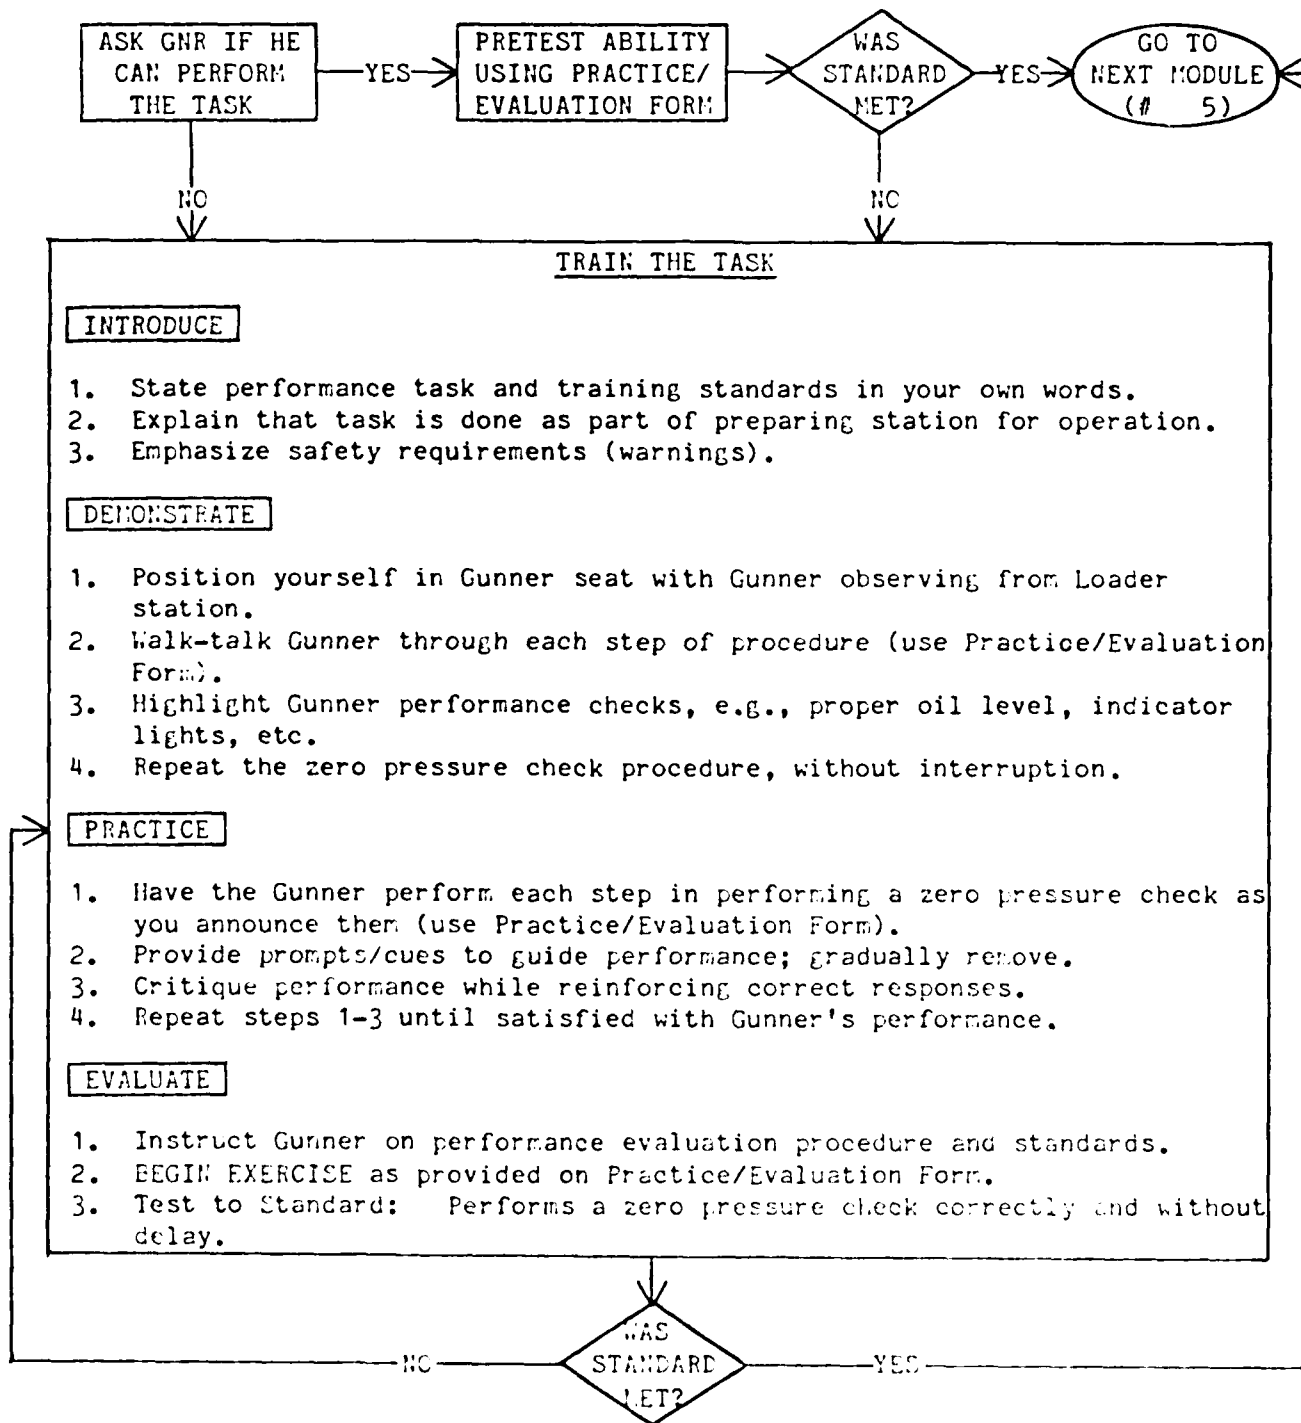 ASK GNR IF HE
CAN PERFORM
THE TASK
YES
PRETEST ABILITY
USING PRACTICE/
EVALUATION FORM
WAS
STANDARD
MET?
YES
GO TO
NEXT MODULE
(# 5)
NO
NO
TRAIN THE TASK
INTRODUCE
1. State performance task and training standards in your own words.
2. Explain that task is done as part of preparing station for operation.
3. Emphasize safety requirements (warnings).
DEMONSTRATE
1. Position yourself in Gunner seat with Gunner observing from Loader
station.
2. Walk-talk Gunner through each step of procedure (use Practice/Evaluation
Form).
3. Highlight Gunner performance checks, e.g., proper oil level, indicator
lights, etc.
4. Repeat the zero pressure check procedure, without interruption.
PRACTICE
1. Have the Gunner perform each step in performing a zero pressure check as
you announce them (use Practice/Evaluation Form).
2. Provide prompts/cues to guide performance; gradually remove.
3. Critique performance while reinforcing correct responses.
4. Repeat steps 1-3 until satisfied with Gunner's performance.
EVALUATE
1. Instruct Gunner on performance evaluation procedure and standards.
2. BEGIN EXERCISE as provided on Practice/Evaluation Form.
3. Test to Standard: Performs a zero pressure check correctly and without
delay.
WAS
STANDARD
MET?
NO
YES